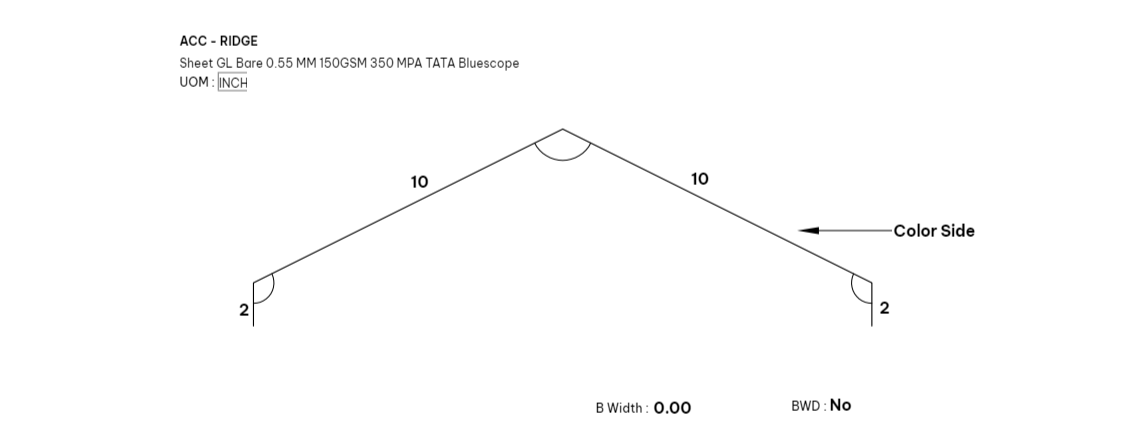 ACC - RIDGE
Sheet GL Bare 0.55 MM 150GSM 350 MPA TATA Bluescope
UOM : INCH
10
10
Color Side
2
2
B Width : 0.00
BWD : No